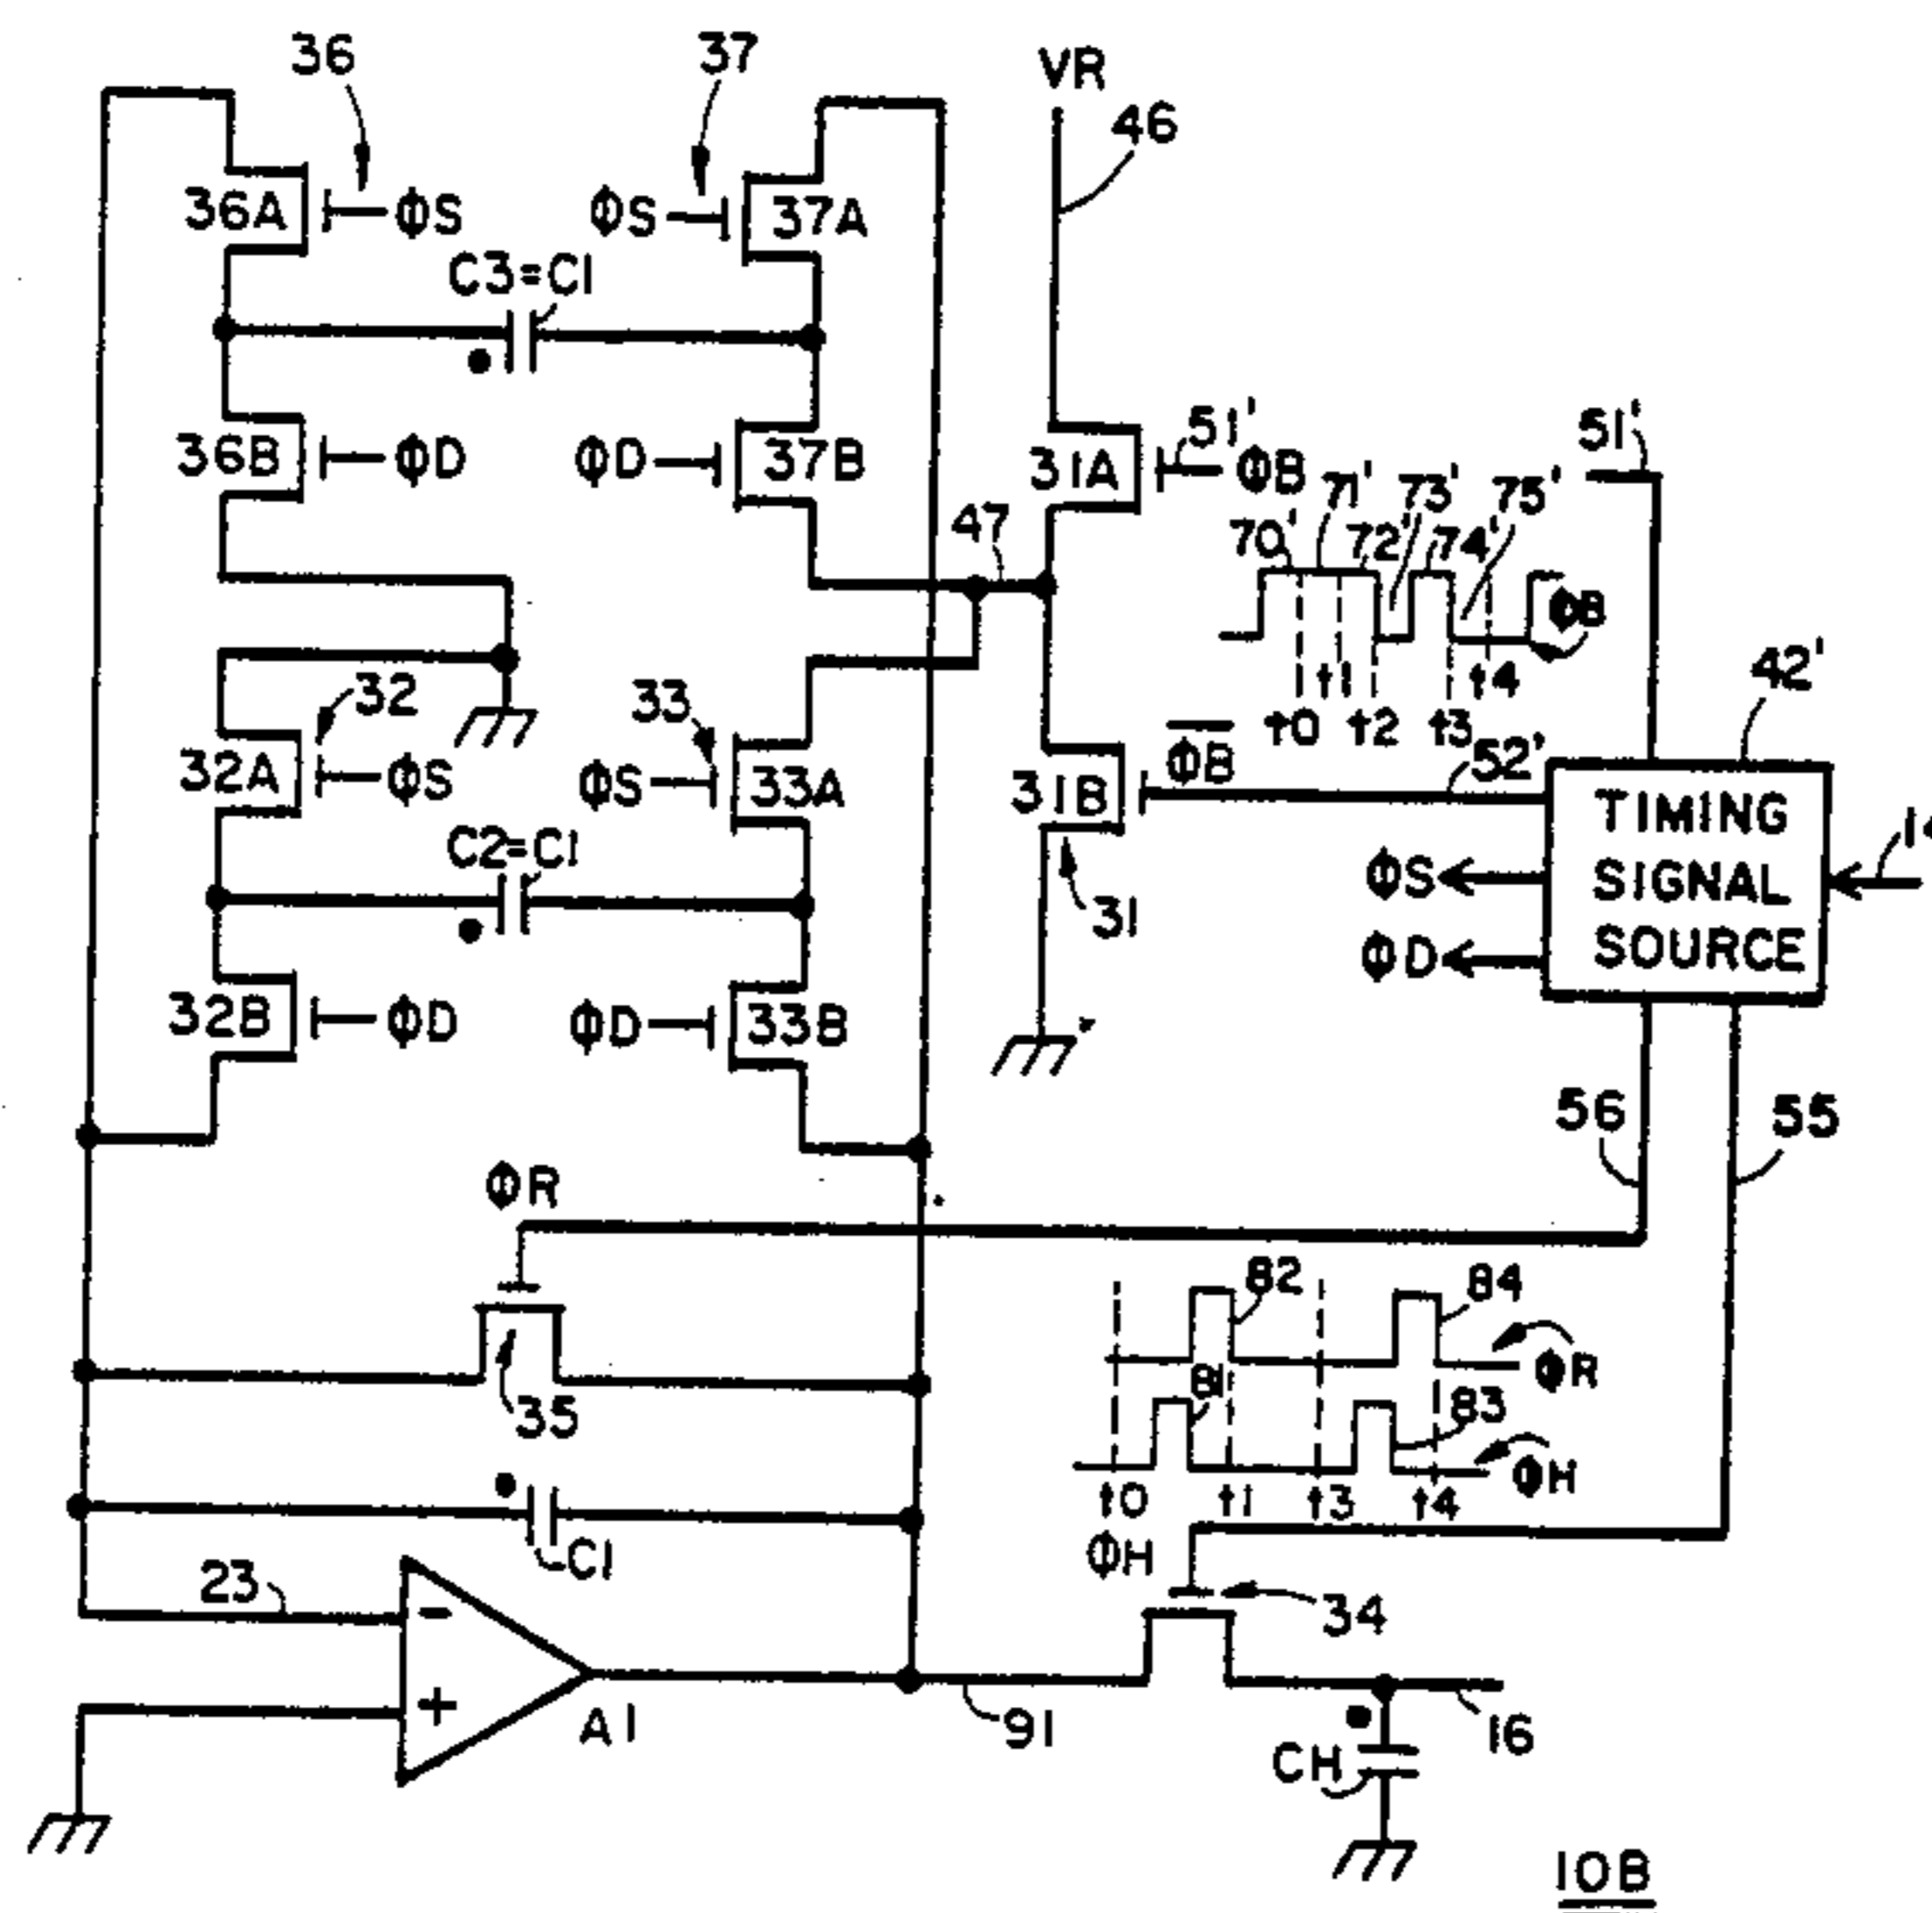 36
37
VR
46
36A
ΦS
ΦS
37A
C3=C1
36B
ΦD
ΦD
37B
31A
51'
ΦB
51'
47
70'
71'
72'
73'
74'
75'
ΦB
t0
t1
t2
t3
t4
42'
32
33
32A
ΦS
ΦS
33A
31B
Φ̅B̅
52'
TIMING
SIGNAL
SOURCE
14
ΦS
ΦD
C2=C1
31
32B
ΦD
ΦD
33B
56
55
ΦR
82
84
ΦR
81
83
ΦH
35
t0
t1
t3
t4
ΦH
C1
23
-
+
A1
34
91
16
CH
10B